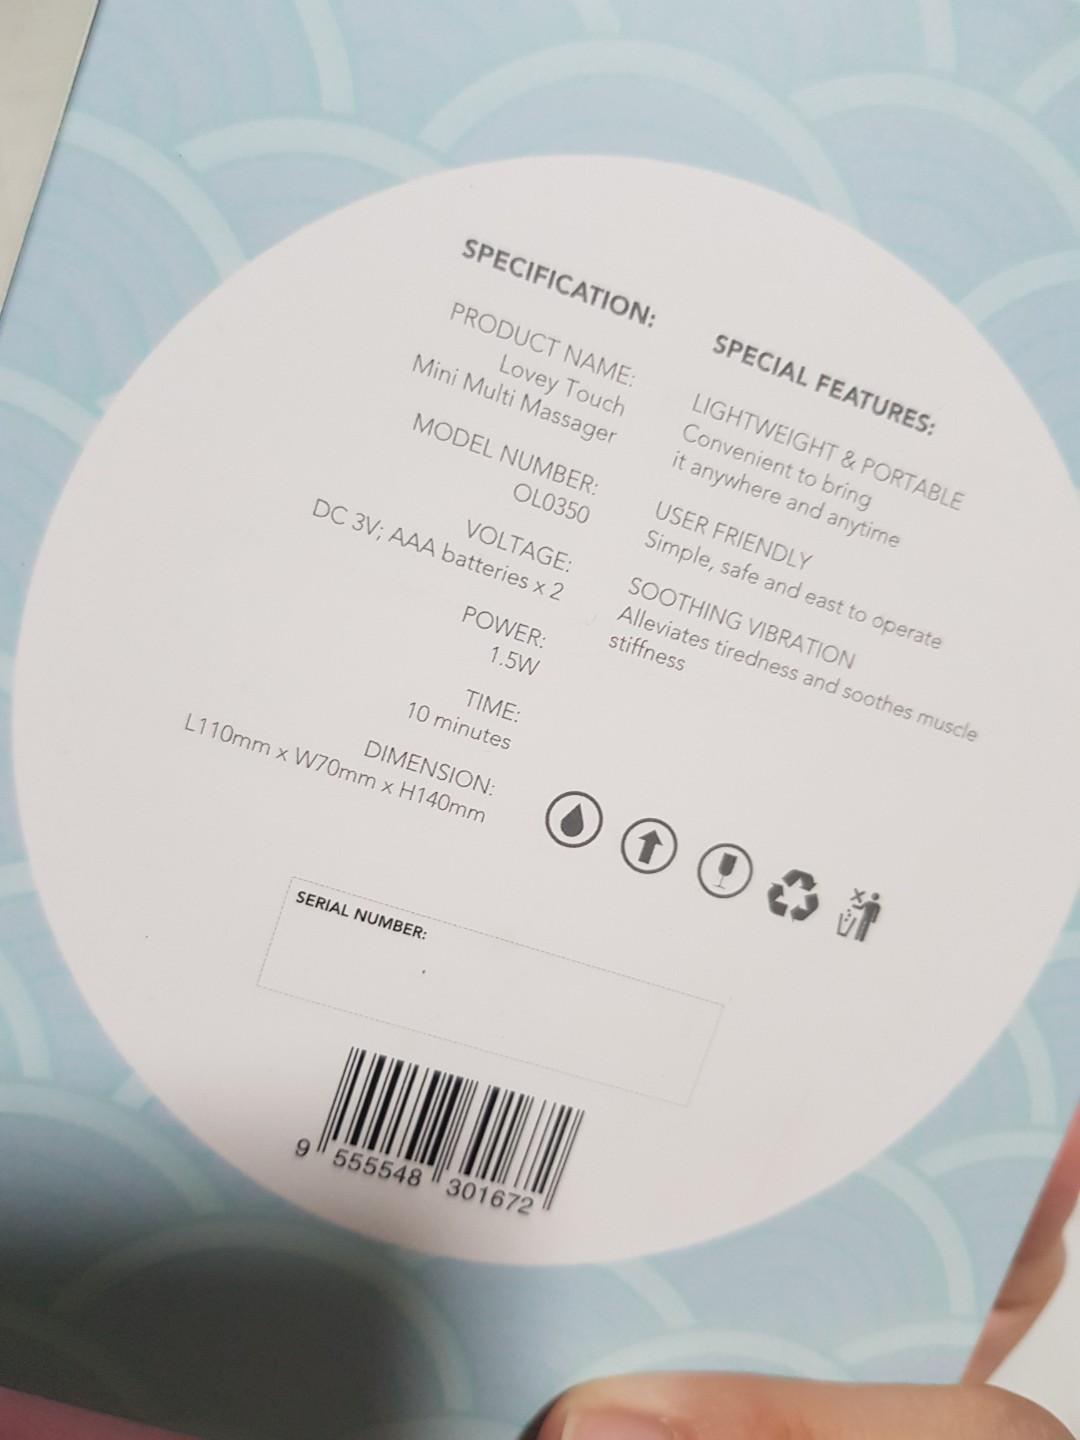 SPECIFICATION:
PRODUCT NAME:
Lovey Touch
Mini Multi Massager
MODEL NUMBER:
OL0350
VOLTAGE:
DC 3V; AAA batteries x 2
POWER:
1.5W
TIME:
10 minutes
DIMENSION:
L110mm x W70mm x H140mm
SPECIAL FEATURES:
LIGHTWEIGHT & PORTABLE
Convenient to bring
it anywhere and anytime
USER FRIENDLY
Simple, safe and east to operate
SOOTHING VIBRATION
Alleviates tiredness and soothes muscle
stiffness
SERIAL NUMBER:
9 555548 301672